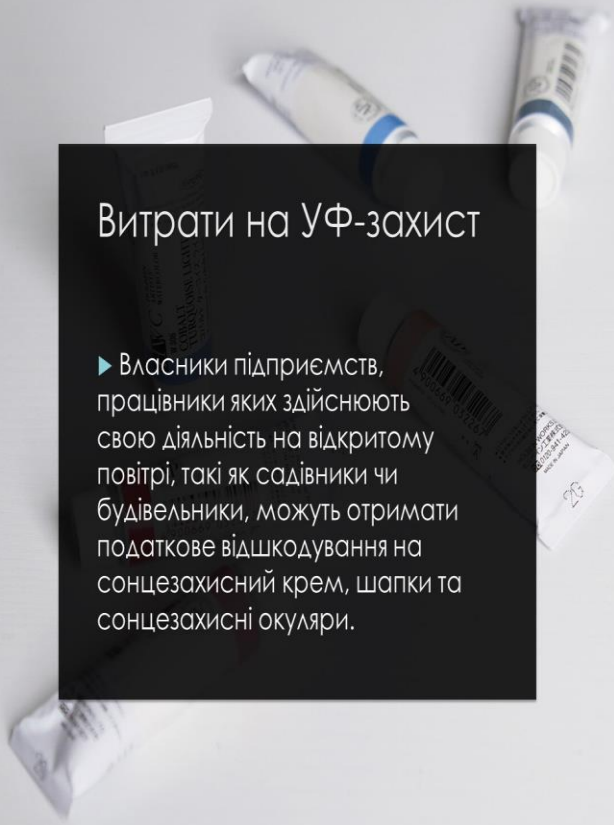 Витрати на УФ-захист
Власники підприємств,
працівники яких здійснюють
свою діяльність на відкритому
повітрі, такі як садівники чи
будівельники, можуть отримати
податкове відшкодування на
сонцезахисний крем, шапки та
сонцезахисні окуляри.
2G